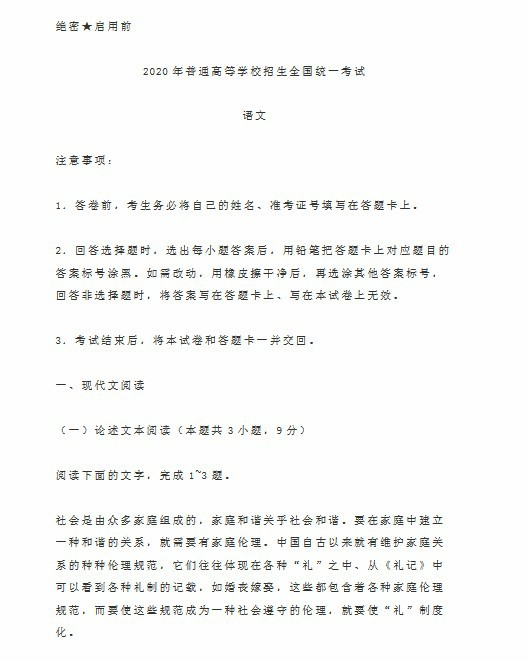 绝密★启用前
2020 年普通高等学校招生全国统一考试
语文
注意事项：
1. 答卷前，考生务必将自己的姓名、准考证号填写在答题卡上。
2. 回答选择题时，选出每小题答案后，用铅笔把答题卡上对应题目的
答案标号涂黑。如需改动，用橡皮擦干净后，再选涂其他答案标号，
回答非选择题时，将答案写在答题卡上、写在本试卷上无效。
3. 考试结束后，将本试卷和答题卡一并交回。
一、现代文阅读
（一）论述文本阅读（本题共 3 小题，9 分）
阅读下面的文字，完成 1~3 题。
社会是由众多家庭组成的，家庭和谐关乎社会和谐。要在家庭中建立
一种和谐的关系，就需要有家庭伦理。中国自古以来就有维护家庭关
系的种种伦理规范，它们往往体现在各种“礼”之中、从《礼记》中
可以看到各种礼制的记载，如婚丧嫁娶，这些都包含着各种家庭伦理
规范，而要使这些规范成为一种社会遵守的伦理，就要使“礼”制度
化。